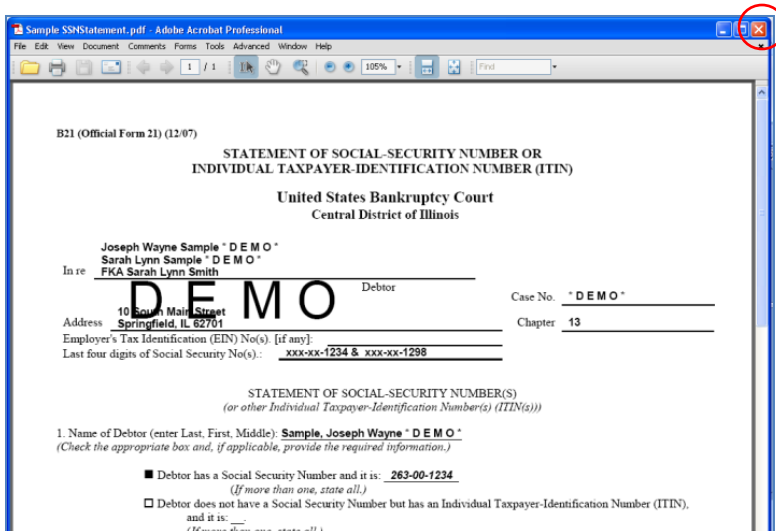 Sample SSNStatement.pdf - Adobe Acrobat Professional
File Edit View Document Comments Forms Tools Advanced Window Help
1 / 1 105% Find
B21 (Official Form 21) (12/07)
STATEMENT OF SOCIAL-SECURITY NUMBER OR
INDIVIDUAL TAXPAYER-IDENTIFICATION NUMBER (ITIN)
United States Bankruptcy Court
Central District of Illinois
Joseph Wayne Sample * D E M O *
Sarah Lynn Sample * D E M O *
In re FKA Sarah Lynn Smith
Debtor
D E M O
Case No. * D E M O *
10 South Main Street
Address Springfield, IL 62701
Chapter 13
Employer's Tax Identification (EIN) No(s). [if any]:
Last four digits of Social Security No(s).: xxx-xx-1234 & xxx-xx-1298
STATEMENT OF SOCIAL-SECURITY NUMBER(S)
(or other Individual Taxpayer-Identification Number(s) (ITIN(s)))
1. Name of Debtor (enter Last, First, Middle): Sample, Joseph Wayne * D E M O *
(Check the appropriate box and, if applicable, provide the required information.)
Debtor has a Social Security Number and it is: 263-00-1234
(If more than one, state all.)
Debtor does not have a Social Security Number but has an Individual Taxpayer-Identification Number (ITIN),
and it is: __.
(If more than one, state all.)